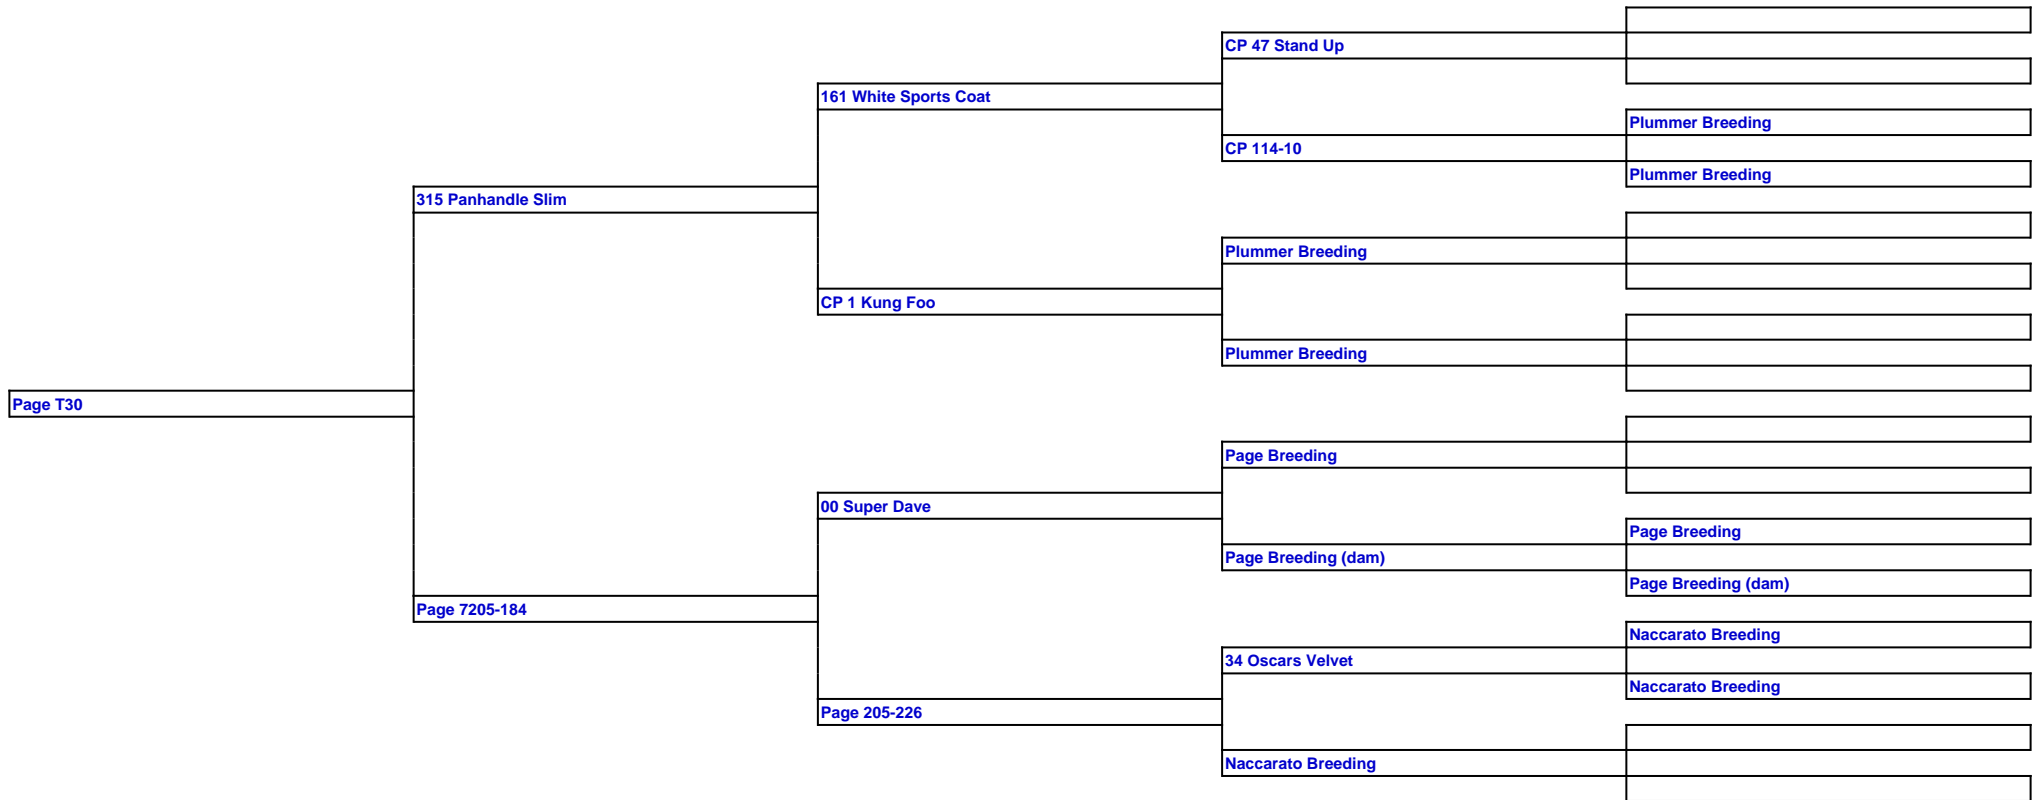 CP 47 Stand Up
161 White Sports Coat
Plummer Breeding
CP 114-10
Plummer Breeding
315 Panhandle Slim
Plummer Breeding
CP 1 Kung Foo
Plummer Breeding
Page T30
Page Breeding
00 Super Dave
Page Breeding
Page Breeding (dam)
Page Breeding (dam)
Page 7205-184
Naccarato Breeding
34 Oscars Velvet
Naccarato Breeding
Page 205-226
Naccarato Breeding